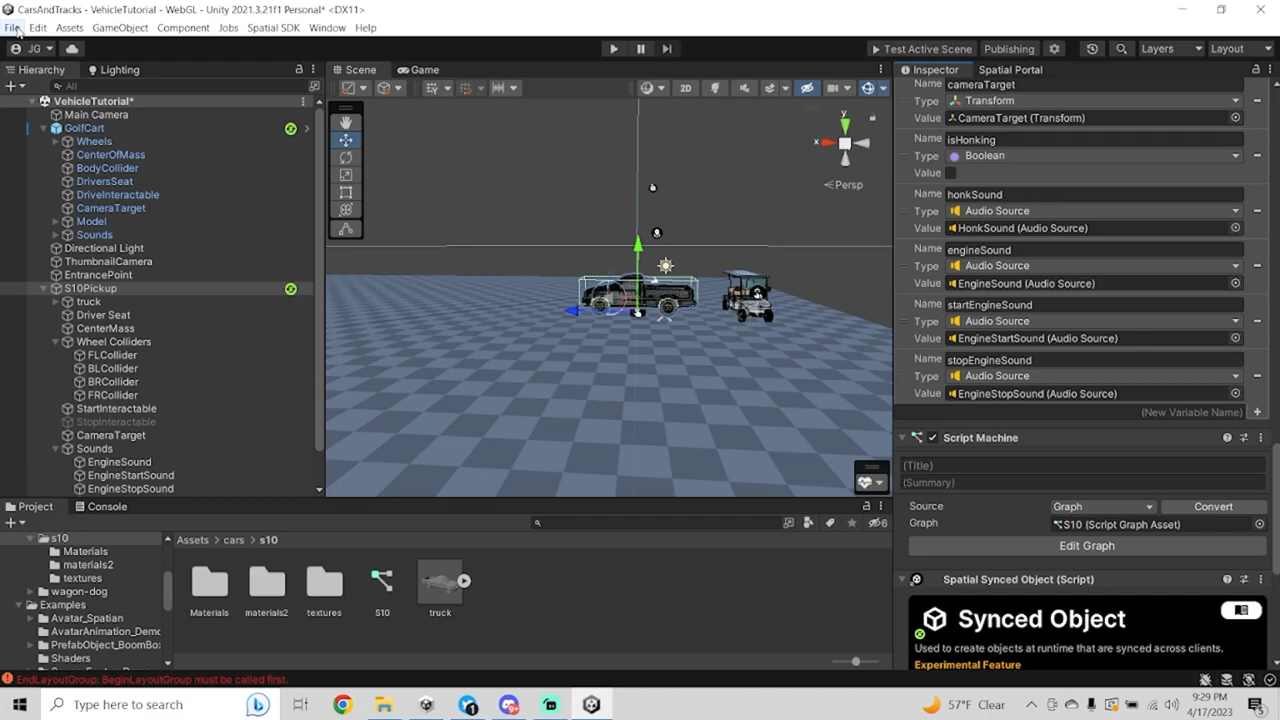 CarsAndTracks - VehicleTutorial - WebGL - Unity 2021.3.21f1 Personal* <DX11>
File Edit Assets GameObject Component Jobs Spatial SDK Window Help
JG Test Active Scene Publishing Layers Layout
Hierarchy Lighting Scene Game Inspector Spatial Portal
All 2D
VehicleTutorial*
Main Camera
GolfCart
Wheels
CenterOfMass
BodyCollider
DriversSeat
DriveInteractable
CameraTarget
Model
Sounds
Directional Light
ThumbnailCamera
EntrancePoint
S10Pickup
truck
Driver Seat
CenterMass
Wheel Colliders
FLCollider
BLCollider
BRCollider
FRCollider
StartInteractable
StopInteractable
CameraTarget
Sounds
EngineSound
EngineStartSound
EngineStopSound
y
x
Persp
Name cameraTarget
Type Transform
Value CameraTarget (Transform)
Name isHonking
Type Boolean
Value
Name honkSound
Type Audio Source
Value HonkSound (Audio Source)
Name engineSound
Type Audio Source
Value EngineSound (Audio Source)
Name startEngineSound
Type Audio Source
Value EngineStartSound (Audio Source)
Name stopEngineSound
Type Audio Source
Value EngineStopSound (Audio Source)
(New Variable Name)
Script Machine
(Title)
(Summary)
Source Graph Convert
Graph S10 (Script Graph Asset)
Edit Graph
Spatial Synced Object (Script)
Synced Object
Used to create objects at runtime that are synced across clients.
Experimental Feature
Project Console
6
s10
Materials
materials2
textures
wagon-dog
Examples
Avatar_Spatian
AvatarAnimation_Demo
PrefabObject_BoomBo
Shaders
Assets > cars > s10
Materials materials2 textures S10 truck
EndLayoutGroup: BeginLayoutGroup must be called first.
Type here to search
57°F Clear
9:29 PM
4/17/2023